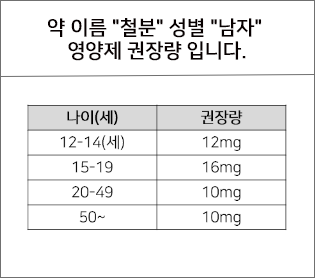 약 이름 "철분" 성별 "남자"
영양제 권장량 입니다.
나이(세) 권장량
12-14(세) 12mg
15-19 16mg
20-49 10mg
50~ 10mg